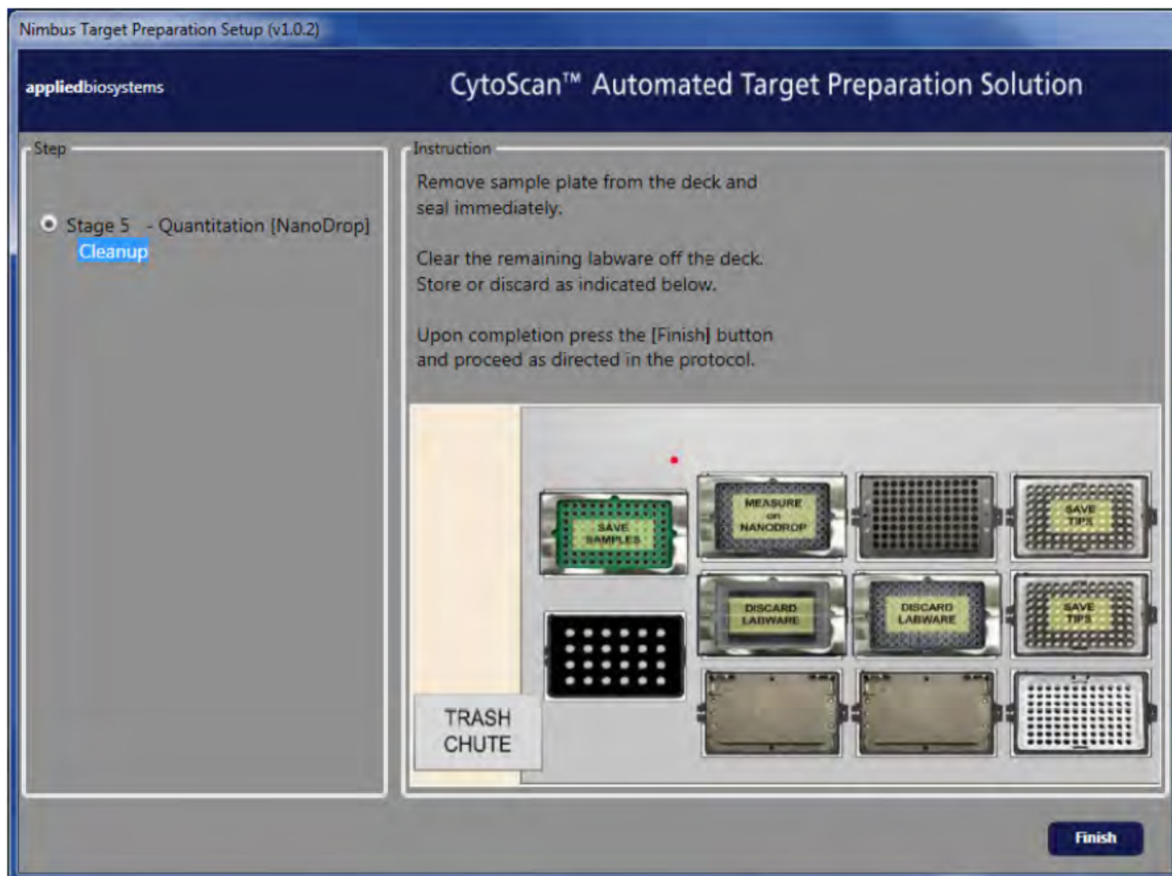 Nimbus Target Preparation Setup (v1.0.2)
appliedbiosystems
CytoScan™ Automated Target Preparation Solution
Step
Stage 5 - Quantitation [NanoDrop]
Cleanup
Instruction
Remove sample plate from the deck and
seal immediately.
Clear the remaining labware off the deck.
Store or discard as indicated below.
Upon completion press the [Finish] button
and proceed as directed in the protocol.
SAVE
SAMPLES
MEASURE
on
NANODROP
SAVE
TIPS
DISCARD
LABWARE
DISCARD
LABWARE
SAVE
TIPS
TRASH
CHUTE
Finish